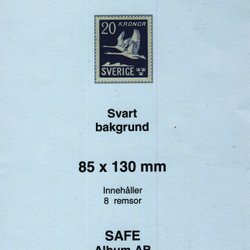 20 KRONOR
SVERIGE
Svart
bakgrund
85 x 130 mm
Innehåller
8 remsor
SAFE
Album AB